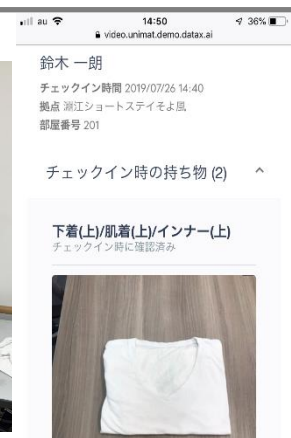 au 14:50 36%
video.unimat.demo.datax.ai
鈴木 一朗
チェックイン時間 2019/07/26 14:40
拠点 淵江ショートステイそよ風
部屋番号 201
チェックイン時の持ち物 (2)
下着(上)/肌着(上)/インナー(上)
チェックイン時に確認済み